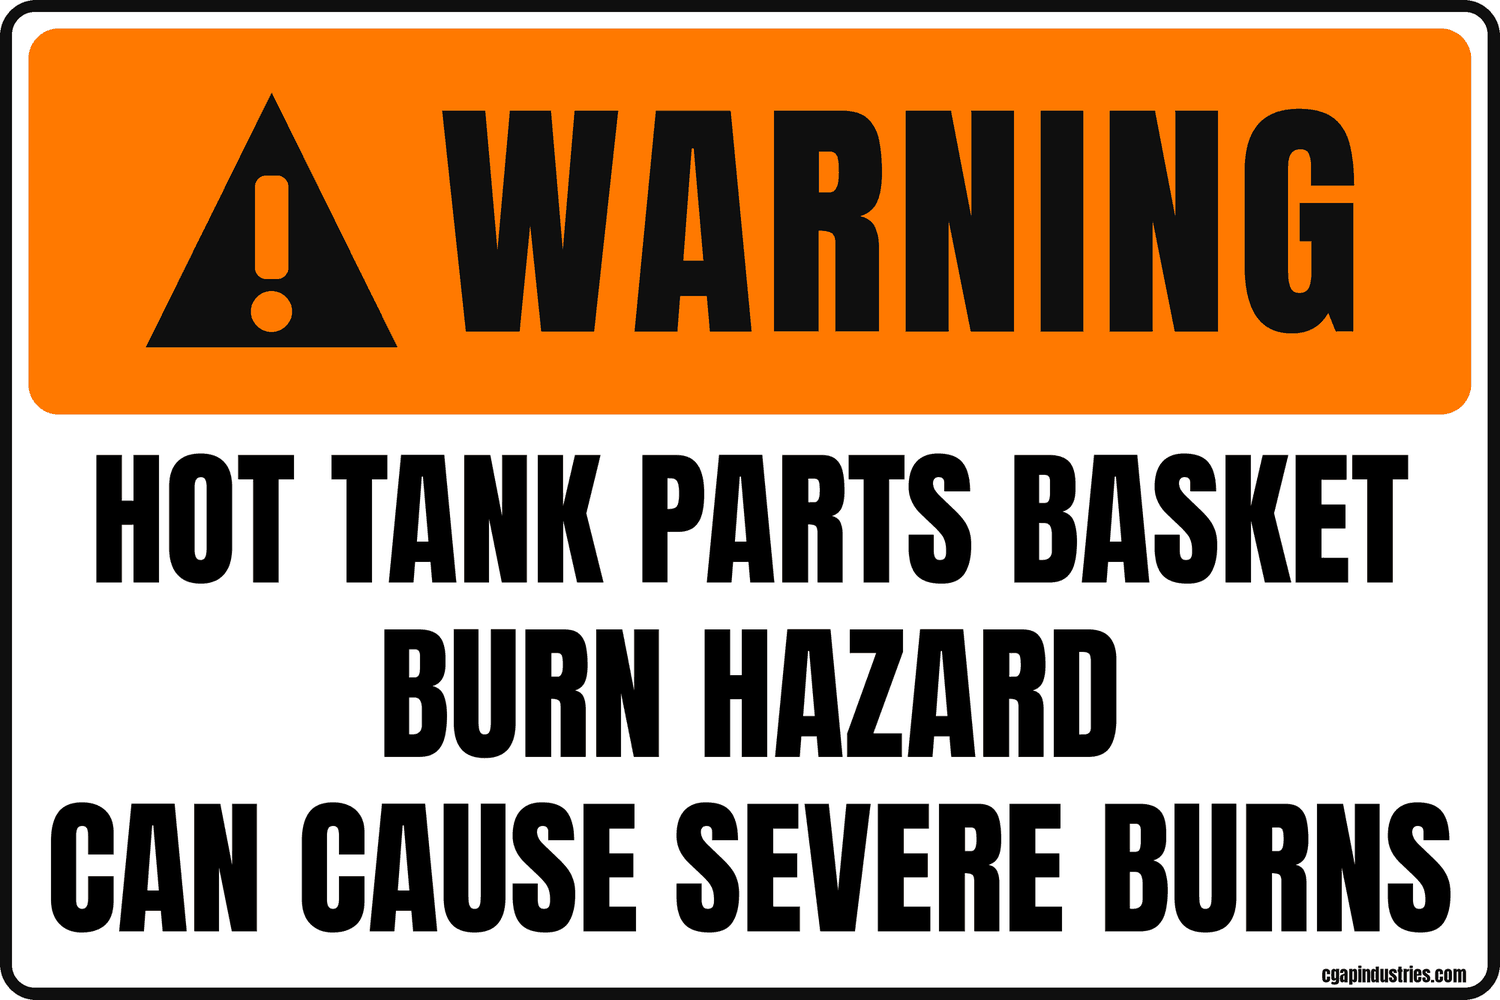 WARNING
HOT TANK PARTS BASKET
BURN HAZARD
CAN CAUSE SEVERE BURNS
cgapindustries.com